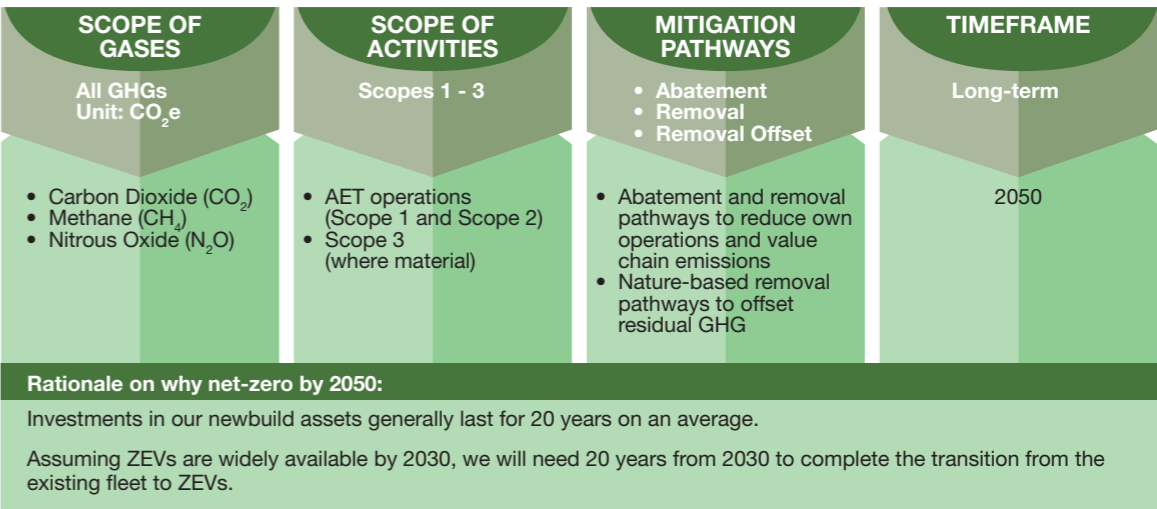 SCOPE OF
GASES
All GHGs
Unit: CO₂e
• Carbon Dioxide (CO₂)
• Methane (CH₄)
• Nitrous Oxide (N₂O)
SCOPE OF
ACTIVITIES
Scopes 1 - 3
• AET operations
(Scope 1 and Scope 2)
• Scope 3
(where material)
MITIGATION
PATHWAYS
• Abatement
• Removal
• Removal Offset
• Abatement and removal
pathways to reduce own
operations and value
chain emissions
• Nature-based removal
pathways to offset
residual GHG
TIMEFRAME
Long-term
2050
Rationale on why net-zero by 2050:
Investments in our newbuild assets generally last for 20 years on an average.
Assuming ZEVs are widely available by 2030, we will need 20 years from 2030 to complete the transition from the
existing fleet to ZEVs.